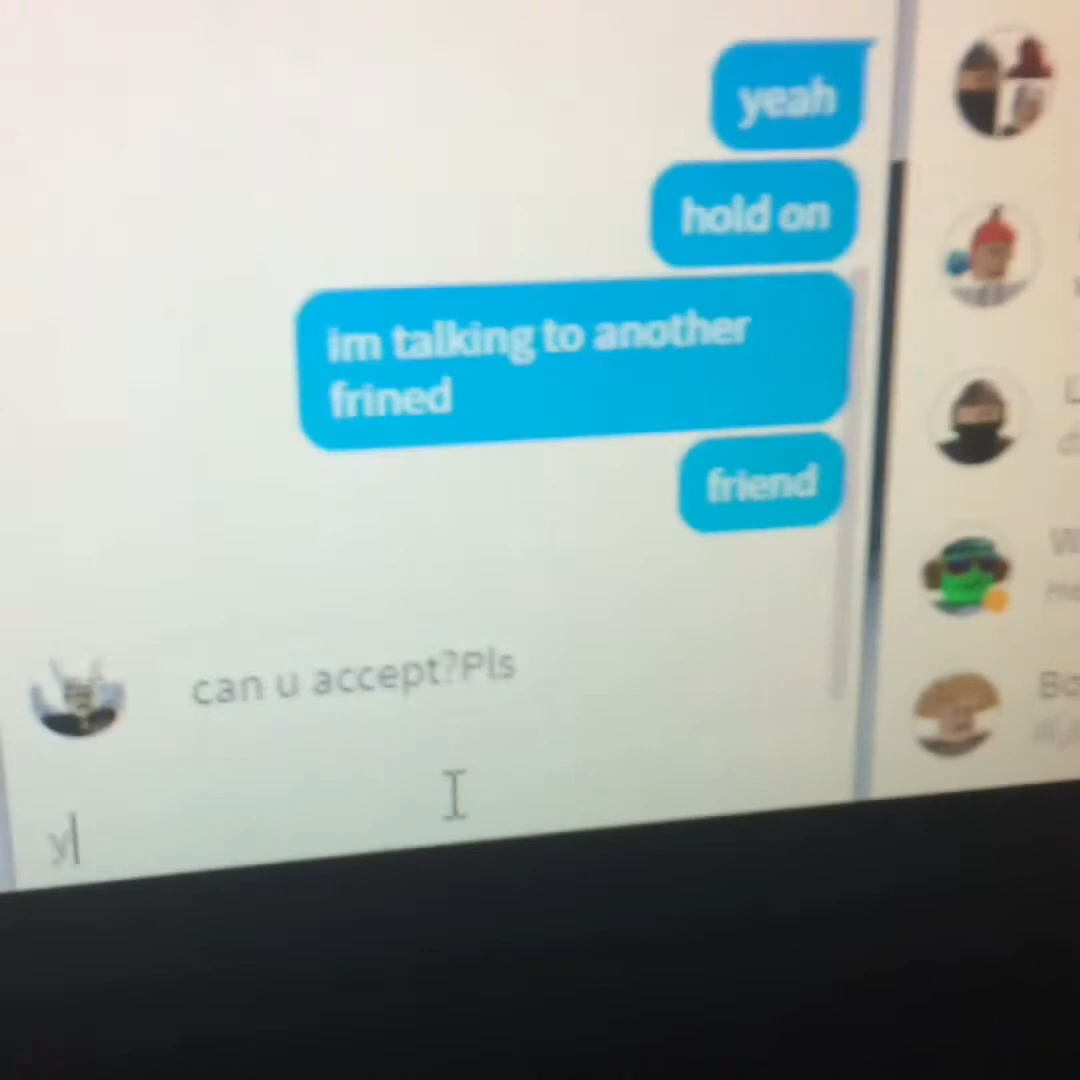 yeah
hold on
im talking to another
frined
friend
can u accept?Pls
y